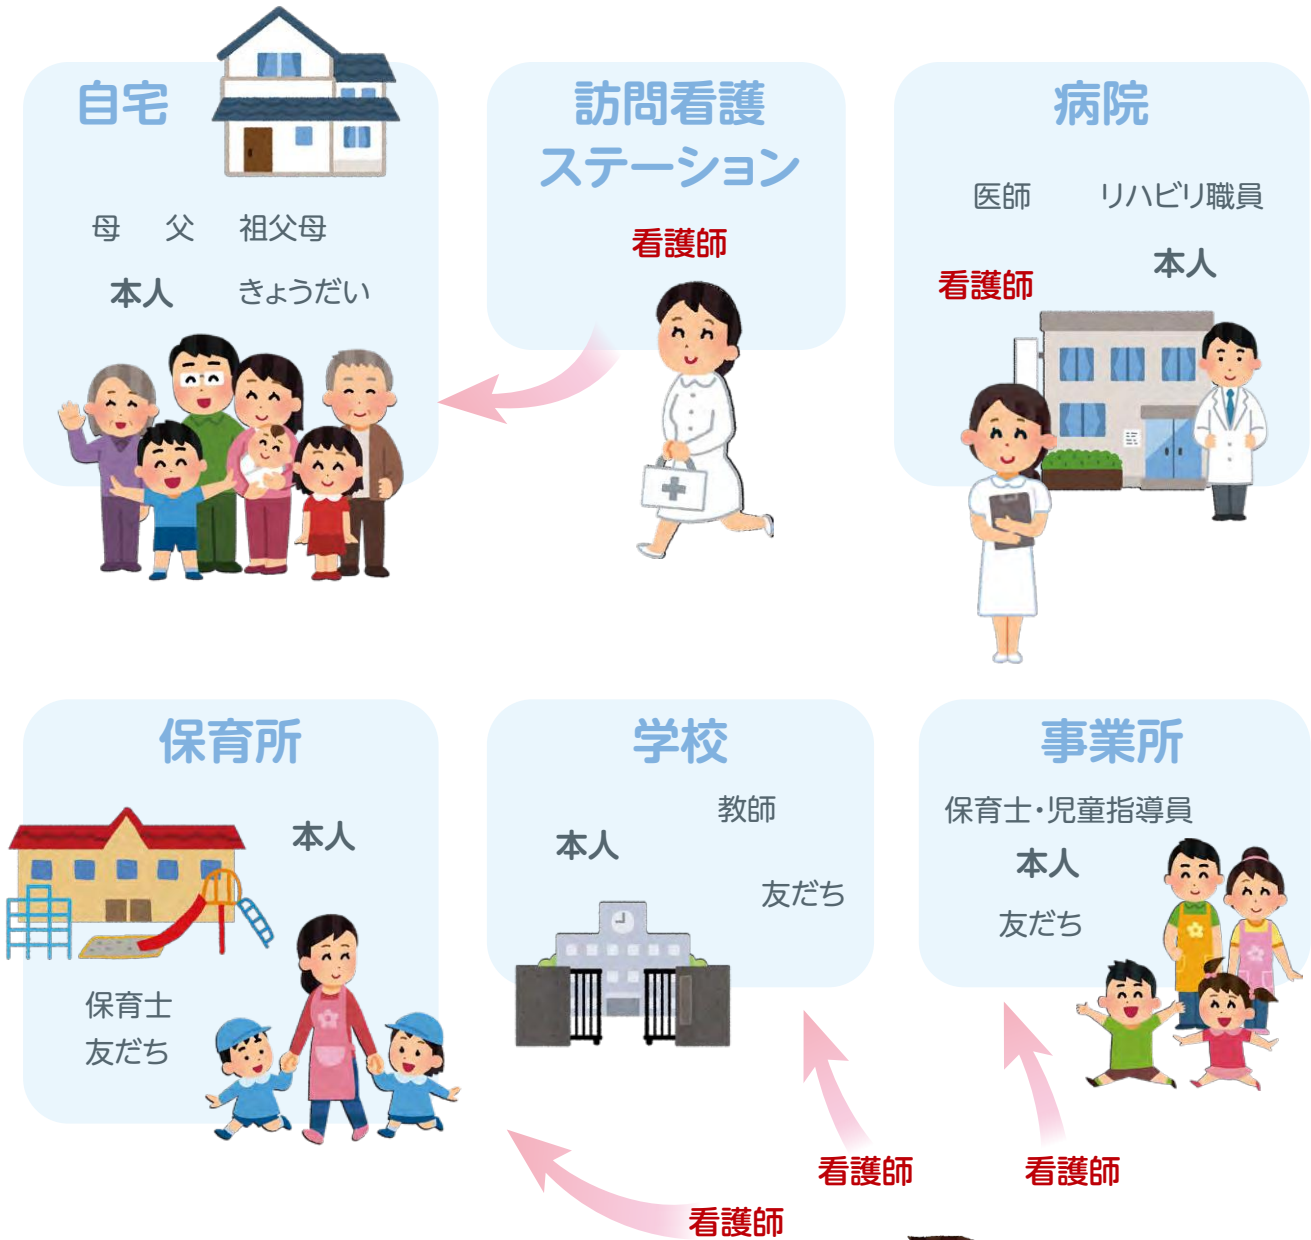 自宅
母 父 祖父母
本人 きょうだい
訪問看護
ステーション
看護師
病院
医師 リハビリ職員
本人
看護師
保育所
本人
保育士
友だち
学校
教師
本人
友だち
事業所
保育士・児童指導員
本人
友だち
看護師
看護師
看護師